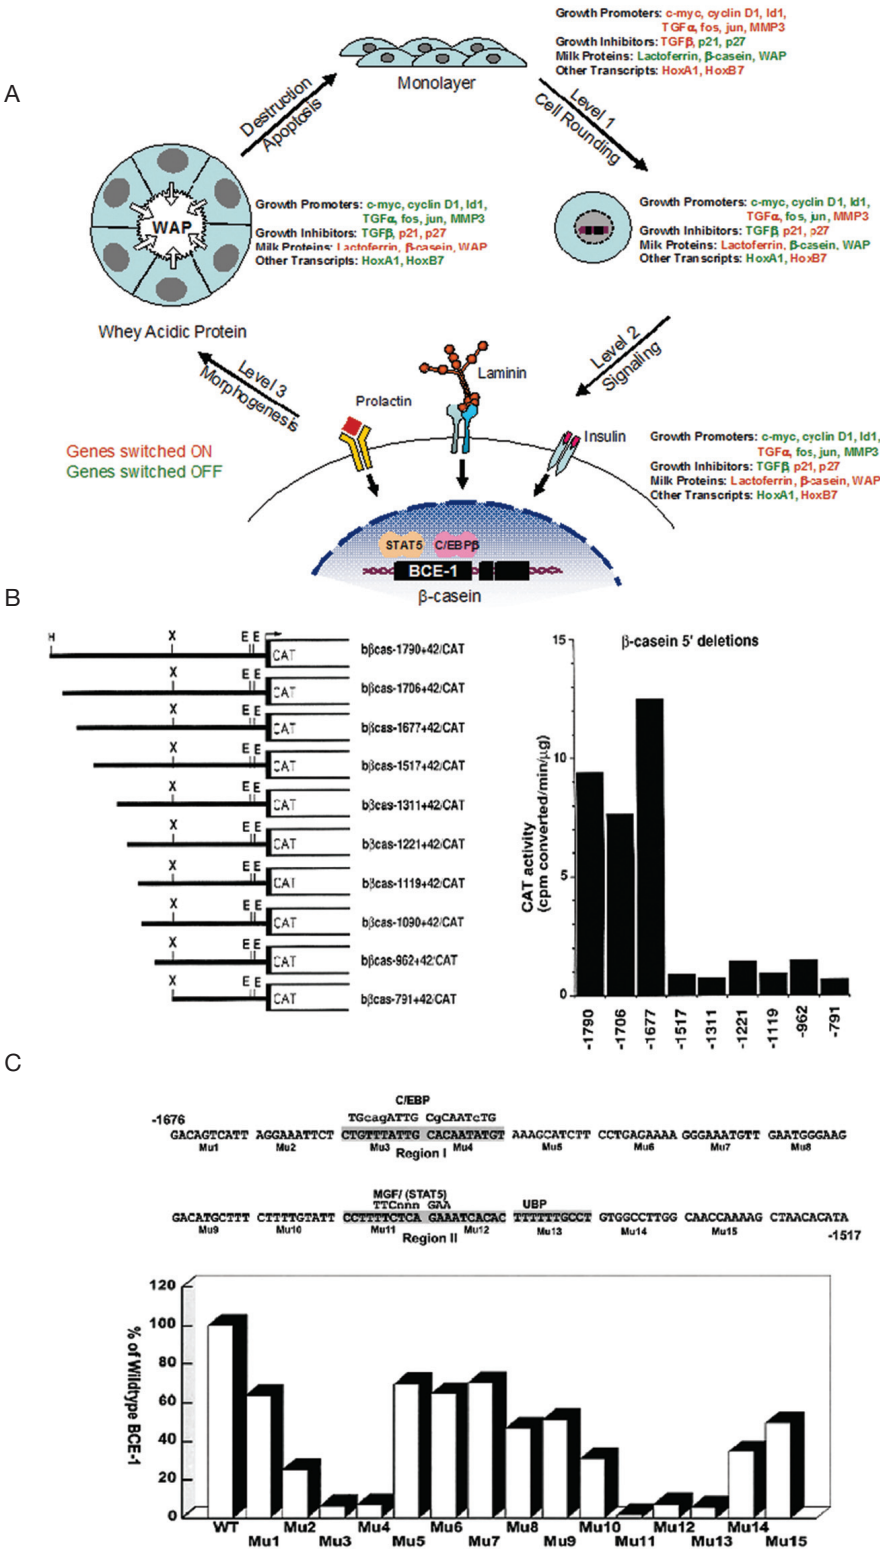 A
Growth Promoters: c-myc, cyclin D1, Id1,
TGFα, fos, jun, MMP3
Growth Inhibitors: TGFβ, p21, p27
Milk Proteins: Lactoferrin, β-casein, WAP
Other Transcripts: HoxA1, HoxB7
Monolayer
Destruction
Apoptosis
Level 1
Cell Rounding
WAP
Growth Promoters: c-myc, cyclin D1, Id1,
TGFα, fos, jun, MMP3
Growth Inhibitors: TGFβ, p21, p27
Milk Proteins: Lactoferrin, β-casein, WAP
Other Transcripts: HoxA1, HoxB7
Growth Promoters: c-myc, cyclin D1, Id1,
TGFα, fos, jun, MMP3
Growth Inhibitors: TGFβ, p21, p27
Milk Proteins: Lactoferrin, β-casein, WAP
Other Transcripts: HoxA1, HoxB7
Whey Acidic Protein
Level 3
Morphogenesis
Level 2
Signaling
Laminin
Prolactin
Insulin
Genes switched ON
Genes switched OFF
Growth Promoters: c-myc, cyclin D1, Id1,
TGFα, fos, jun, MMP3
Growth Inhibitors: TGFβ, p21, p27
Milk Proteins: Lactoferrin, β-casein, WAP
Other Transcripts: HoxA1, HoxB7
STAT5 C/EBPβ
BCE-1
β-casein
B
H X E E
CAT bβcas-1790+42/CAT
X E E
CAT bβcas-1706+42/CAT
X E E
CAT bβcas-1677+42/CAT
X E E
CAT bβcas-1517+42/CAT
X E E
CAT bβcas-1311+42/CAT
X E E
CAT bβcas-1221+42/CAT
X E E
CAT bβcas-1119+42/CAT
X E E
CAT bβcas-1090+42/CAT
X E E
CAT bβcas-962+42/CAT
X E E
CAT bβcas-791+42/CAT
β-casein 5' deletions
CAT activity
(cpm converted/min/μg)
15
10
5
0
-1790 -1706 -1677 -1517 -1311 -1221 -1119 -962 -791
C
C/EBP
TGcagATTG CgCAATcTG
-1676
GACAGTCATT AGGAAATTCT CTGTTTATTG CACAATATGT AAAGCATCTT CCTGAGAAAA GGGAAATGTT GAATGGGAAG
Mu1 Mu2 Mu3 Mu4 Mu5 Mu6 Mu7 Mu8
Region I
MGF/ (STAT5)
TTCnnn GAA
UBP
GACATGCTTT CTTTTGTATT CCTTTTCTCA GAAATCACAC TTTTTTGCCT GTGGCCTTGG CAACCAAAAG CTAACACATA
Mu9 Mu10 Mu11 Mu12 Mu13 Mu14 Mu15
Region II
-1517
% of Wildtype BCE-1
120
100
80
60
40
20
0
WT Mu1 Mu2 Mu3 Mu4 Mu5 Mu6 Mu7 Mu8 Mu9 Mu10 Mu11 Mu12 Mu13 Mu14 Mu15